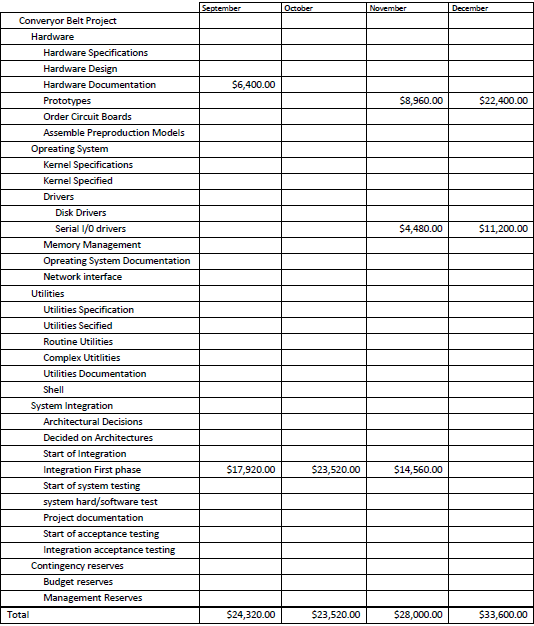 September October November December
Converyor Belt Project
Hardware
Hardware Specifications
Hardware Design
Hardware Documentation $6,400.00
Prototypes $8,960.00 $22,400.00
Order Circuit Boards
Assemble Preproduction Models
Opreating System
Kernel Specifications
Kernel Specified
Drivers
Disk Drivers
Serial I/0 drivers $4,480.00 $11,200.00
Memory Management
Opreating System Documentation
Network interface
Utilities
Utilities Specification
Utilities Secified
Routine Utilities
Complex Utitlities
Utilities Documentation
Shell
System Integration
Architectural Decisions
Decided on Architectures
Start of Integration
Integration First phase $17,920.00 $23,520.00 $14,560.00
Start of system testing
system hard/software test
Project documentation
Start of acceptance testing
Integration acceptance testing
Contingency reserves
Budget reserves
Management Reserves
Total $24,320.00 $23,520.00 $28,000.00 $33,600.00